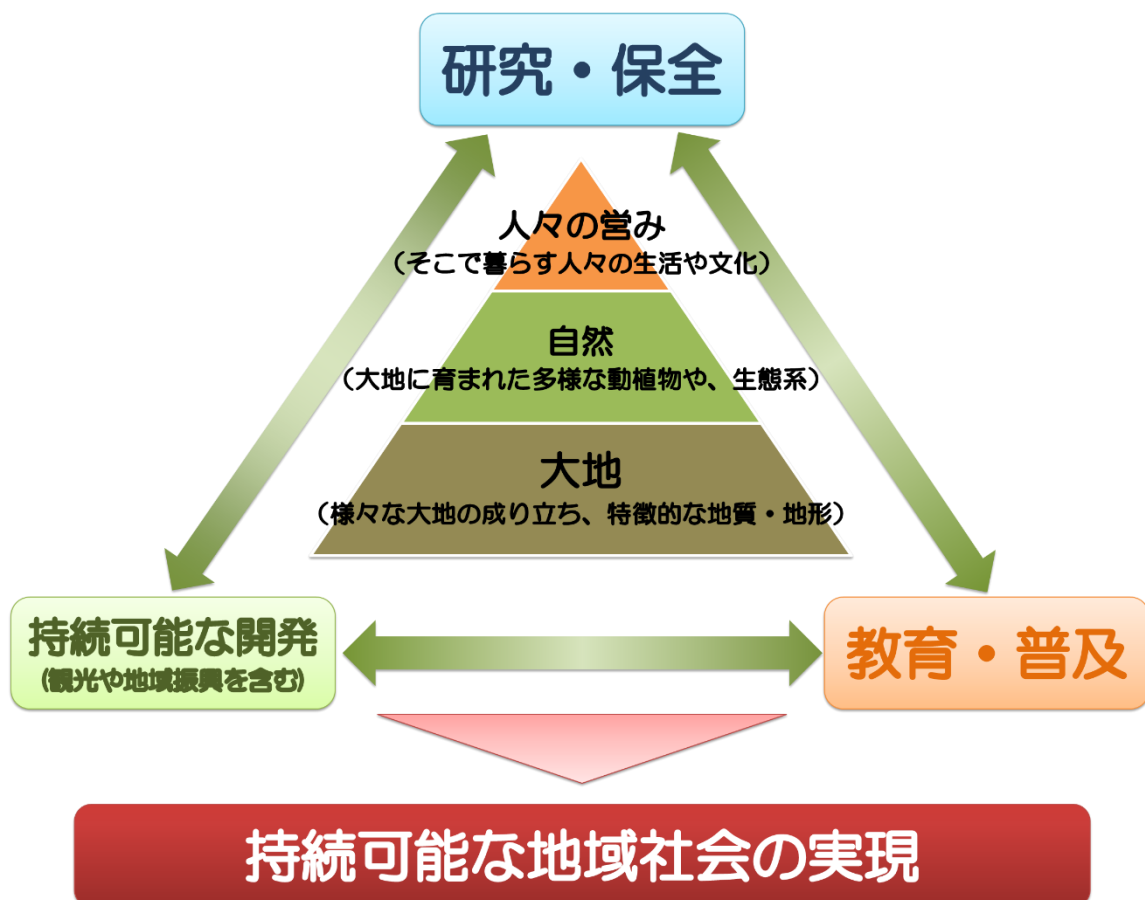 研究・保全
人々の営み
（そこで暮らす人々の生活や文化）
自然
（大地に育まれた多様な動植物や、生態系）
大地
（様々な大地の成り立ち、特徴的な地質・地形）
持続可能な開発
(観光や地域振興を含む)
教育・普及
持続可能な地域社会の実現